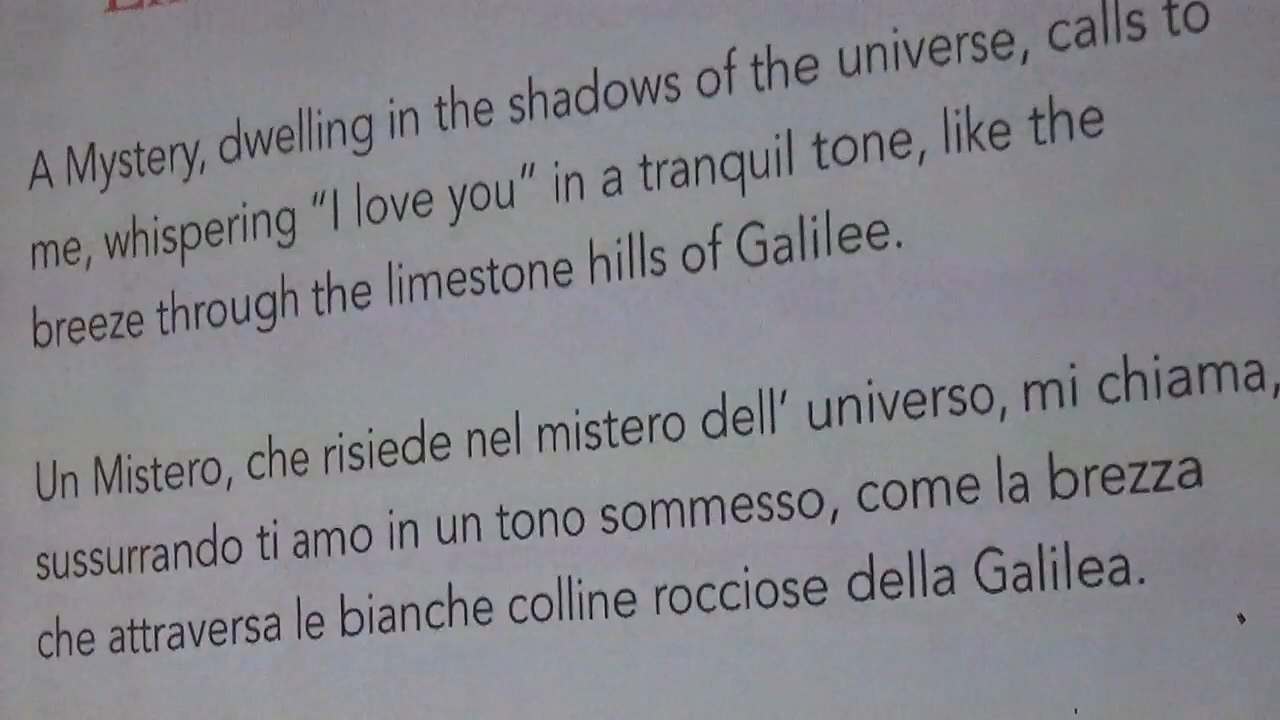 A Mystery, dwelling in the shadows of the universe, calls to
me, whispering “I love you” in a tranquil tone, like the
breeze through the limestone hills of Galilee.
Un Mistero, che risiede nel mistero dell’ universo, mi chiama,
sussurrando ti amo in un tono sommesso, come la brezza
che attraversa le bianche colline rocciose della Galilea.